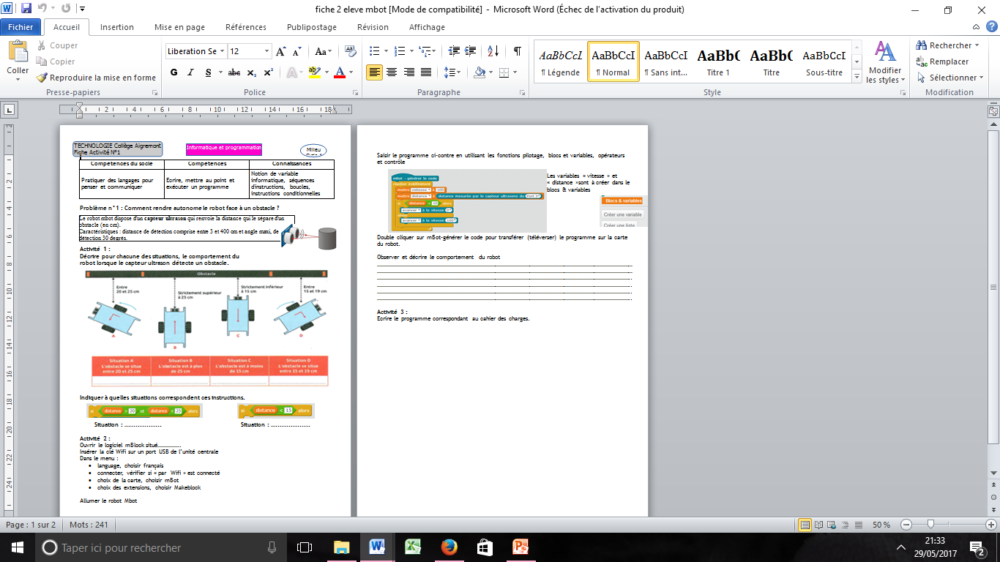 fiche 2 eleve mbot [Mode de compatibilité] - Microsoft Word (Échec de l'activation du produit)
Fichier Accueil Insertion Mise en page Références Publipostage Révision Affichage
Coller
Couper
Copier
Reproduire la mise en forme
Presse-papiers
Liberation Se 12
G I S abc x₂ x²
Police
Paragraphe
AaBbCcI AaBbCcI AaBbCcI AaBbC AaBbC AaBbCcI
¶ Légende ¶ Normal ¶ Sans int... Titre 1 Titre Sous-titre
Modifier les styles
Style
Rechercher
Remplacer
Sélectionner
Modification
2 4 6 8 10 12 14 16 18
TECHNOLOGIE Collège Aigremont
Fiche Activité N°1
Informatique et programmation
Milieu
Compétences du socle Compétences Connaissances
Pratiquer des langages pour
penser et communiquer
Ecrire, mettre au point et
exécuter un programme
Notion de variable
informatique, séquences
d'instructions, boucles,
instructions conditionnelles
Problème n°1 : Comment rendre autonome le robot face à un obstacle ?
Le robot mbot dispose d'un capteur ultrason qui renvoie la distance qui le sépare d'un
obstacle (en cm).
Caractéristiques : distance de détection comprise entre 3 et 400 cm et angle maxi, de
détection 30 degrés.
Activité 1 :
Décrire pour chacune des situations, le comportement du
robot lorsque le capteur ultrason détecte un obstacle.
Obstacle
Entre
20 et 25 cm
Strictement supérieur
à 25 cm
Strictement inférieur
à 15 cm
Entre
15 et 19 cm
A
B
C
D
Situation A
L'obstacle se situe
entre 20 et 25 cm
Situation B
L'obstacle est à plus
de 25 cm
Situation C
L'obstacle est à moins
de 15 cm
Situation D
L'obstacle se situe
entre 15 et 19 cm
Indiquer à quelles situations correspondent ces instructions.
si distance > 20 et distance < 25 alors
si distance < 15 alors
Situation : .................
Situation : .................
Activité 2 :
Ouvrir le logiciel mBlock situé..............
Insérer la clé Wifi sur un port USB de l'unité centrale
Dans le menu :
• language, choisir français
• connecter, vérifier si « par Wifi » est connecté
• choix de la carte, choisir mBot
• choix des extensions, choisir Makeblock
Allumer le robot Mbot
Saisir le programme ci-contre en utilisant les fonctions pilotage, blocs et variables, opérateurs
et contrôle
mBot - générer le code
répéter indéfiniment
mettre vitesse à 100
mettre distance à distance mesurée par le capteur ultrasons du Port 3
si distance < 10 alors
avancer à la vitesse 0
sinon
avancer à la vitesse 100
Les variables « vitesse » et
« distance »sont à créer dans le
blocs & variables
Blocs & variables
Créer une variable
Créer une liste
Double cliquer sur mBot-générer le code pour transférer (téléverser) le programme sur la carte
du robot.
Observer et décrire le comportement du robot
Activité 3 :
Ecrire le programme correspondant au cahier des charges.
Page : 1 sur 2 Mots : 241
50 %
Taper ici pour rechercher
21:33
29/05/2017
2